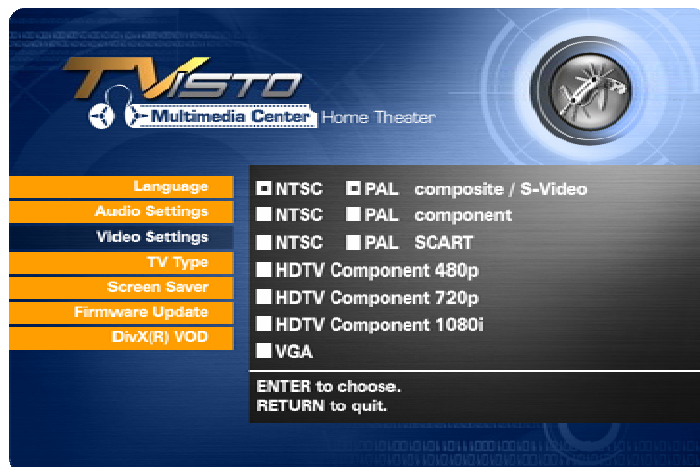 TVISTO
Multimedia Center Home Theater
Language
Audio Settings
Video Settings
TV Type
Screen Saver
Firmware Update
DivX(R) VOD
NTSC PAL composite / S-Video
NTSC PAL component
NTSC PAL SCART
HDTV Component 480p
HDTV Component 720p
HDTV Component 1080i
VGA
ENTER to choose.
RETURN to quit.